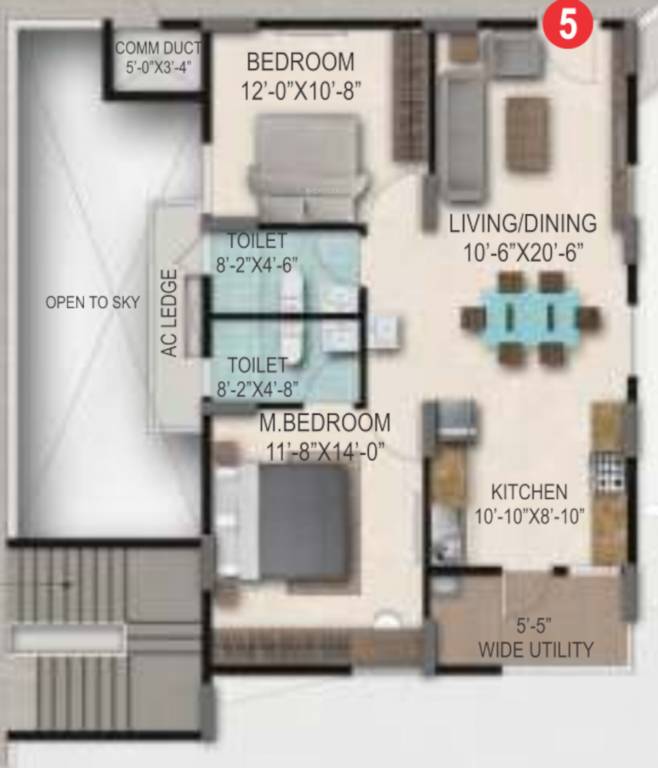 5
COMM DUCT
5'-0"X3'-4"
BEDROOM
12'-0"X10'-8"
LIVING/DINING
10'-6"X20'-6"
TOILET
8'-2"X4'-6"
OPEN TO SKY
AC LEDGE
TOILET
8'-2"X4'-8"
M.BEDROOM
11'-8"X14'-0"
KITCHEN
10'-10"X8'-10"
5'-5"
WIDE UTILITY